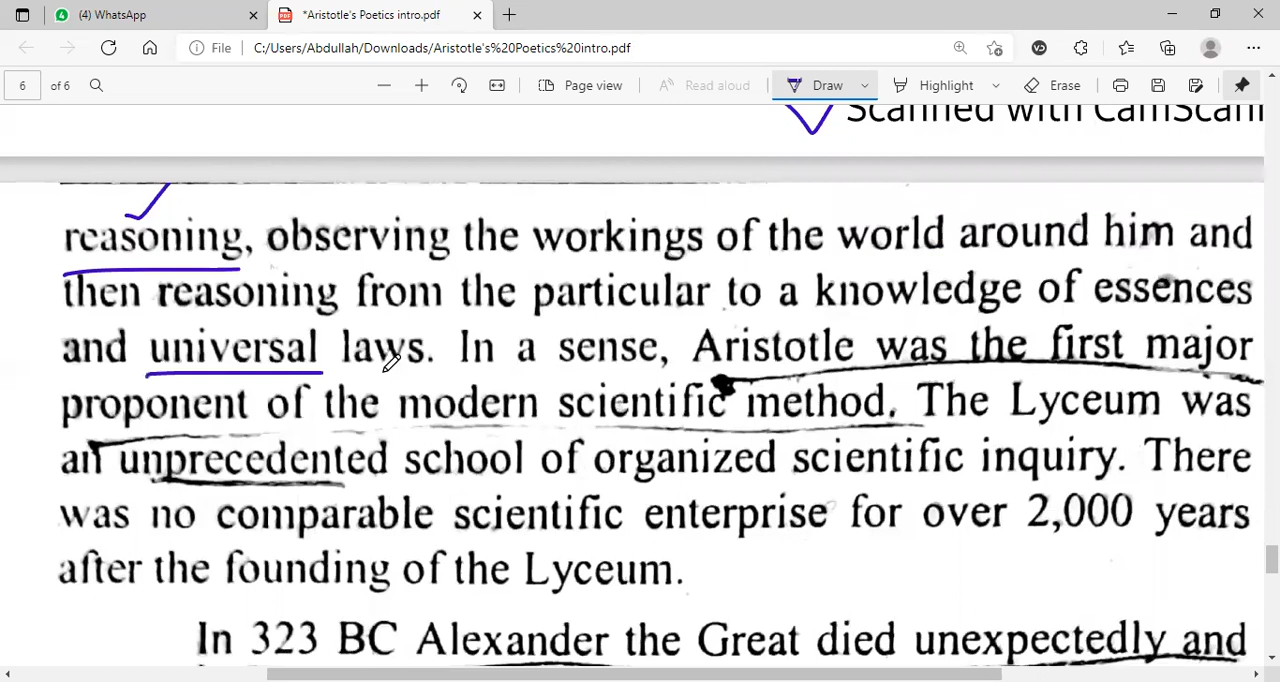 (4) WhatsApp
*Aristotle's Poetics intro.pdf
File
C:/Users/Abdullah/Downloads/Aristotle's%20Poetics%20intro.pdf
6 of 6
Page view
Read aloud
Draw
Highlight
Erase
Scanned with CamScan
reasoning, observing the workings of the world around him and
then reasoning from the particular to a knowledge of essences
and universal laws. In a sense, Aristotle was the first major
proponent of the modern scientific method. The Lyceum was
an unprecedented school of organized scientific inquiry. There
was no comparable scientific enterprise for over 2,000 years
after the founding of the Lyceum.
In 323 BC Alexander the Great died unexpectedly and